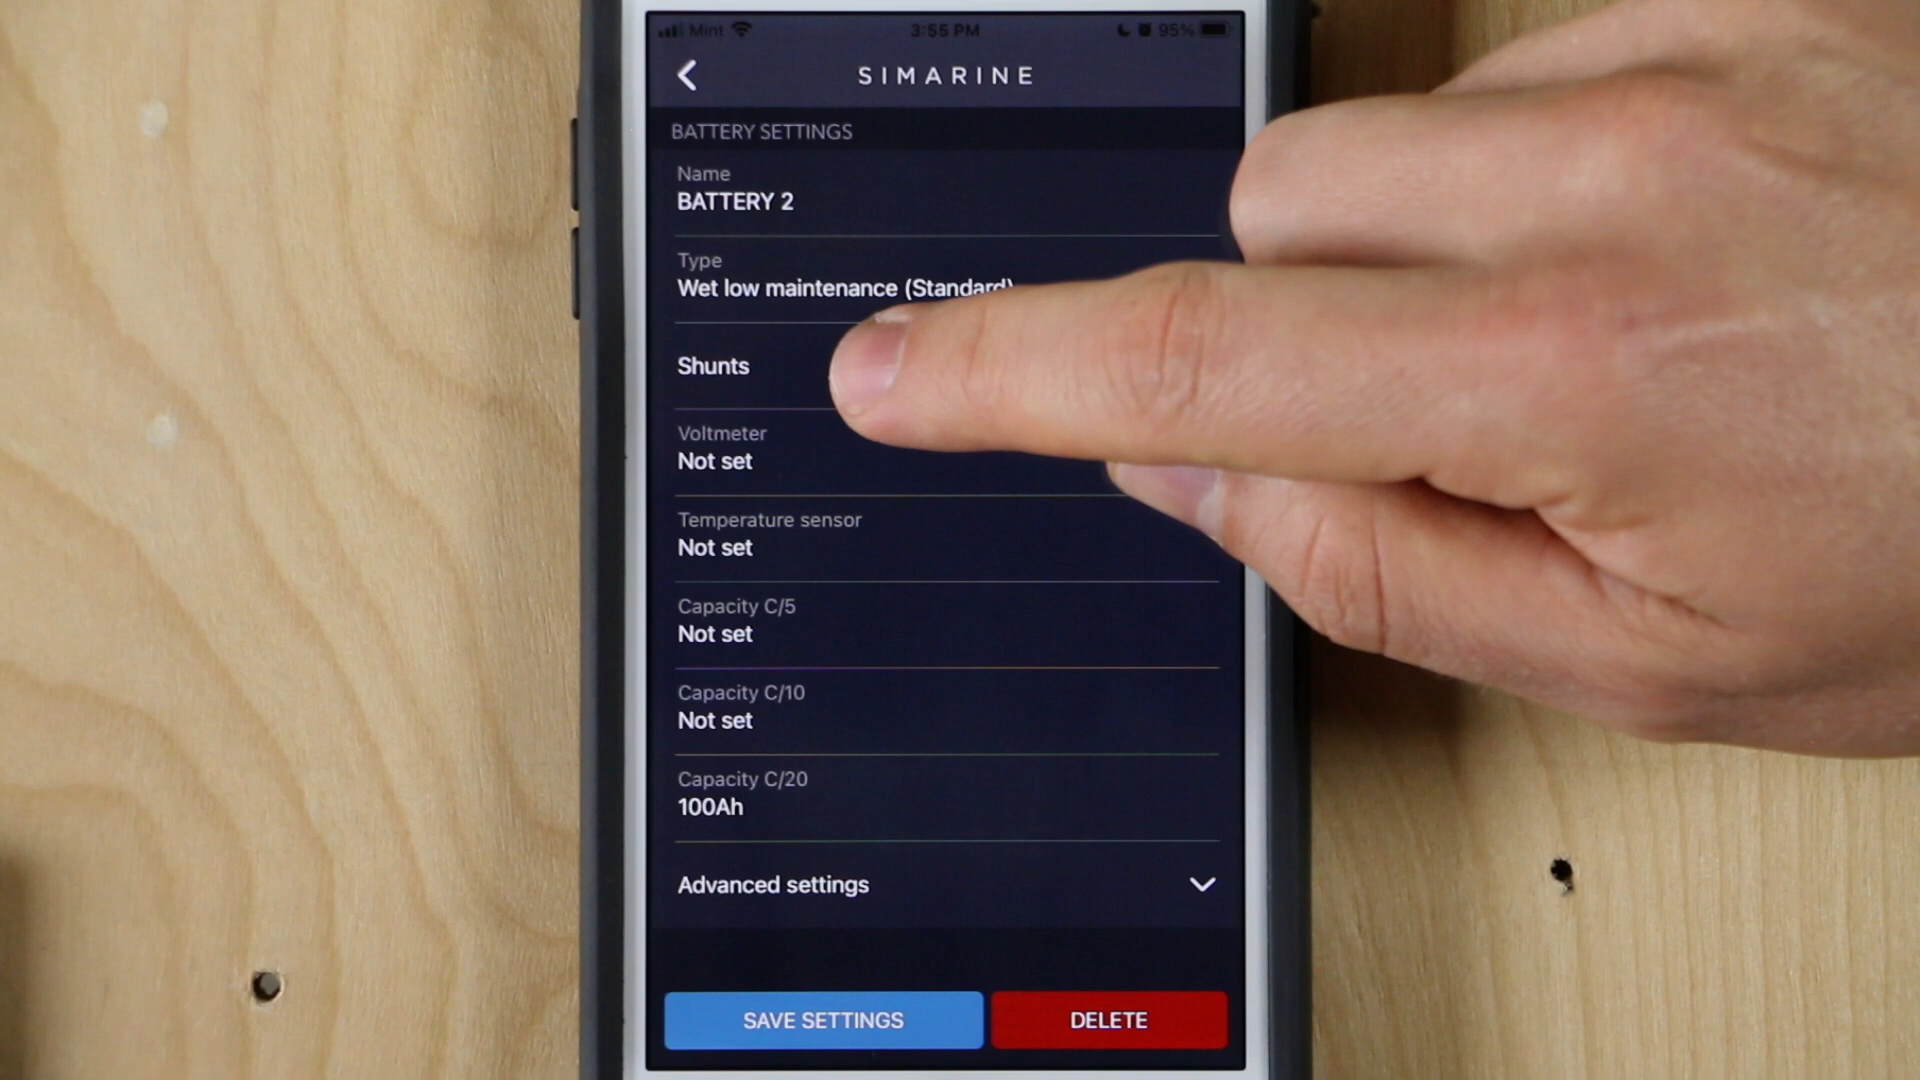 Mint 3:55 PM 95%
SIMARINE
BATTERY SETTINGS
Name
BATTERY 2
Type
Wet low maintenance (Standard)
Shunts
Voltmeter
Not set
Temperature sensor
Not set
Capacity C/5
Not set
Capacity C/10
Not set
Capacity C/20
100Ah
Advanced settings
SAVE SETTINGS DELETE